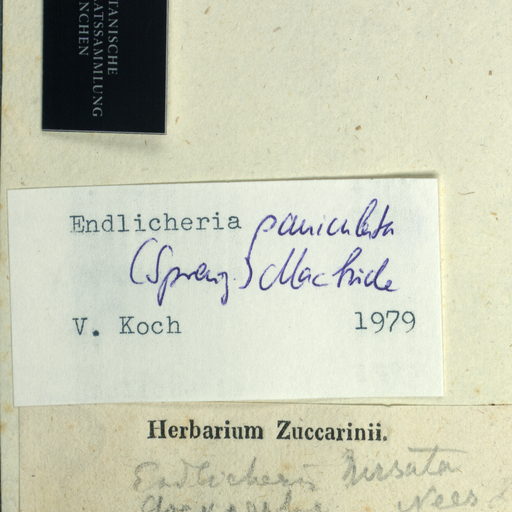 TANISCHE
ATSSAMMLUNG
NCHEN
Endlicheria paniculata
(Spreng.) Macbride
V. Koch 1979
Herbarium Zuccarinii.
Endlicheria hirsuta
Nees